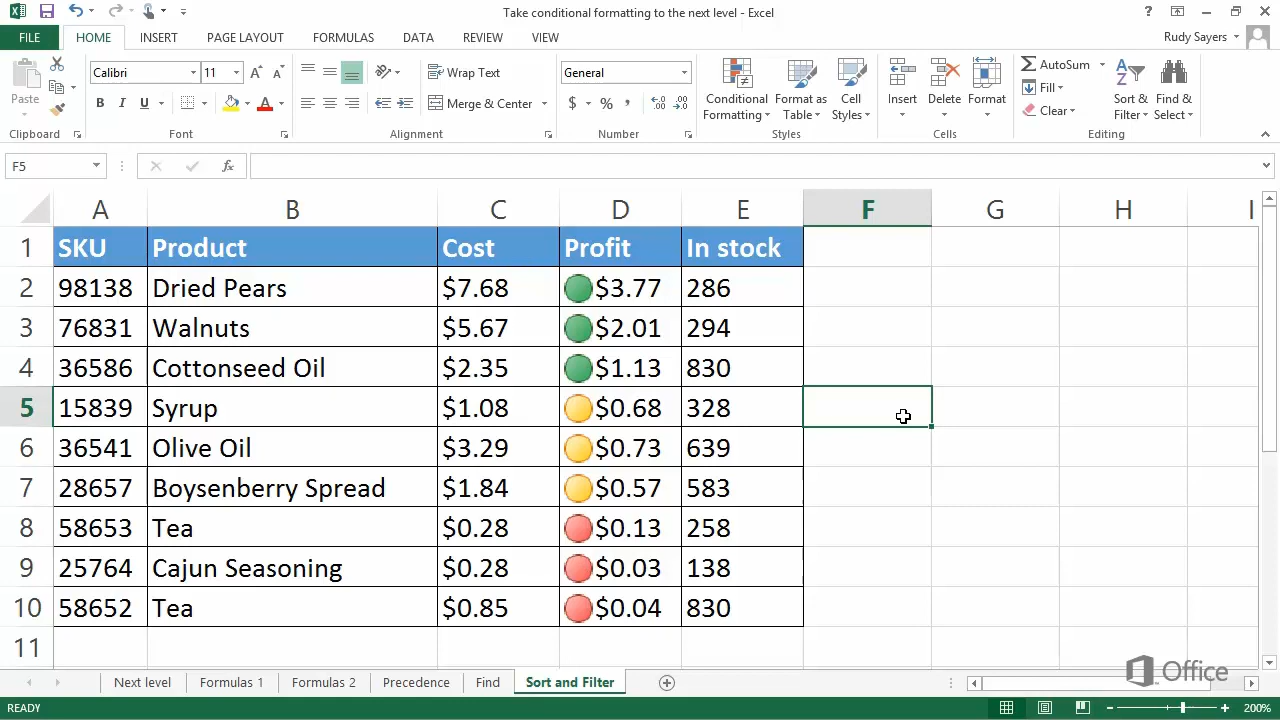 Take conditional formatting to the next level - Excel
?
FILE HOME INSERT PAGE LAYOUT FORMULAS DATA REVIEW VIEW
Rudy Sayers
Paste
Calibri 11
B I U A
Wrap Text
Merge & Center
General
$ % ,
Conditional Formatting
Format as Table
Cell Styles
Insert
Delete
Format
AutoSum
Fill
Clear
Sort & Filter
Find & Select
Clipboard Font Alignment Number Styles Cells Editing
F5 fx
A B C D E F G H I
1 SKU Product Cost Profit In stock
2 98138 Dried Pears $7.68 $3.77 286
3 76831 Walnuts $5.67 $2.01 294
4 36586 Cottonseed Oil $2.35 $1.13 830
5 15839 Syrup $1.08 $0.68 328
6 36541 Olive Oil $3.29 $0.73 639
7 28657 Boysenberry Spread $1.84 $0.57 583
8 58653 Tea $0.28 $0.13 258
9 25764 Cajun Seasoning $0.28 $0.03 138
10 58652 Tea $0.85 $0.04 830
11
Office
Next level Formulas 1 Formulas 2 Precedence Find Sort and Filter
READY 200%